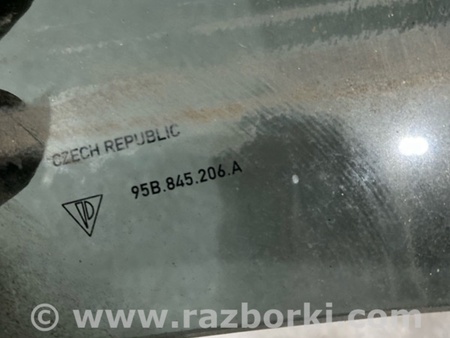 CZECH REPUBLIC
95B.845.206.A
© www.razborki.com